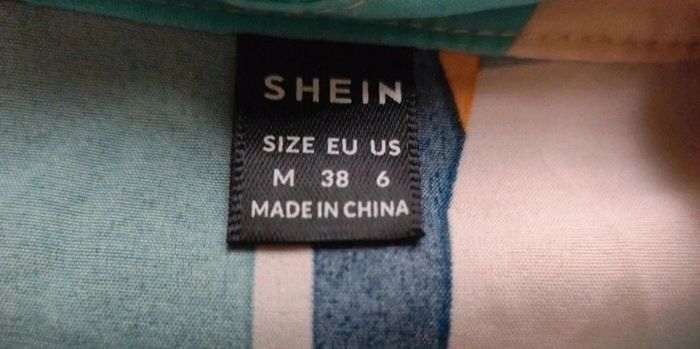 SHEIN
SIZE EU US
M 38 6
MADE IN CHINA